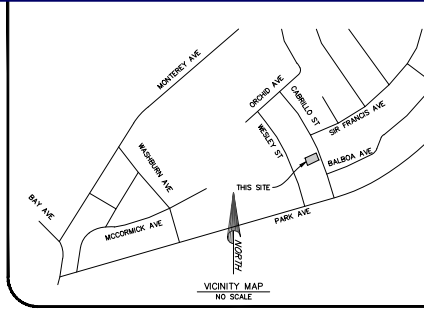 MONTEREY AVE
ORCHID AVE
CABRILLO ST
SIR FRANCIS AVE
WESLEY ST
BALBOA AVE
WASHBURN AVE
THIS SITE
BAY AVE
PARK AVE
MCCORMICK AVE
NORTH
VICINITY MAP
NO SCALE